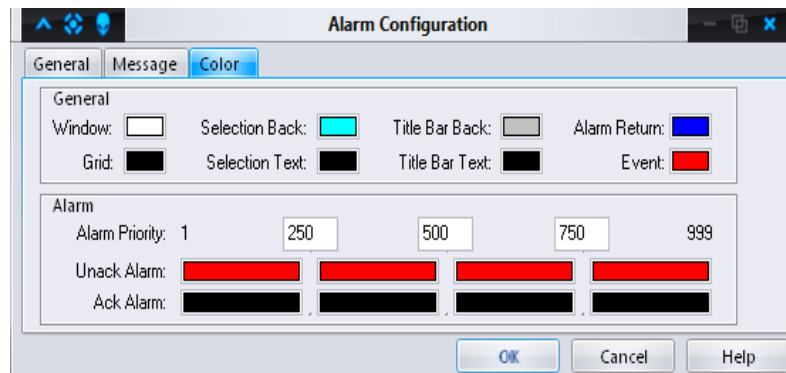 Alarm Configuration
General Message Color
General
Window: Selection Back: Title Bar Back: Alarm Return:
Grid: Selection Text: Title Bar Text: Event:
Alarm
Alarm Priority: 1 250 500 750 999
Unack Alarm:
Ack Alarm:
OK Cancel Help